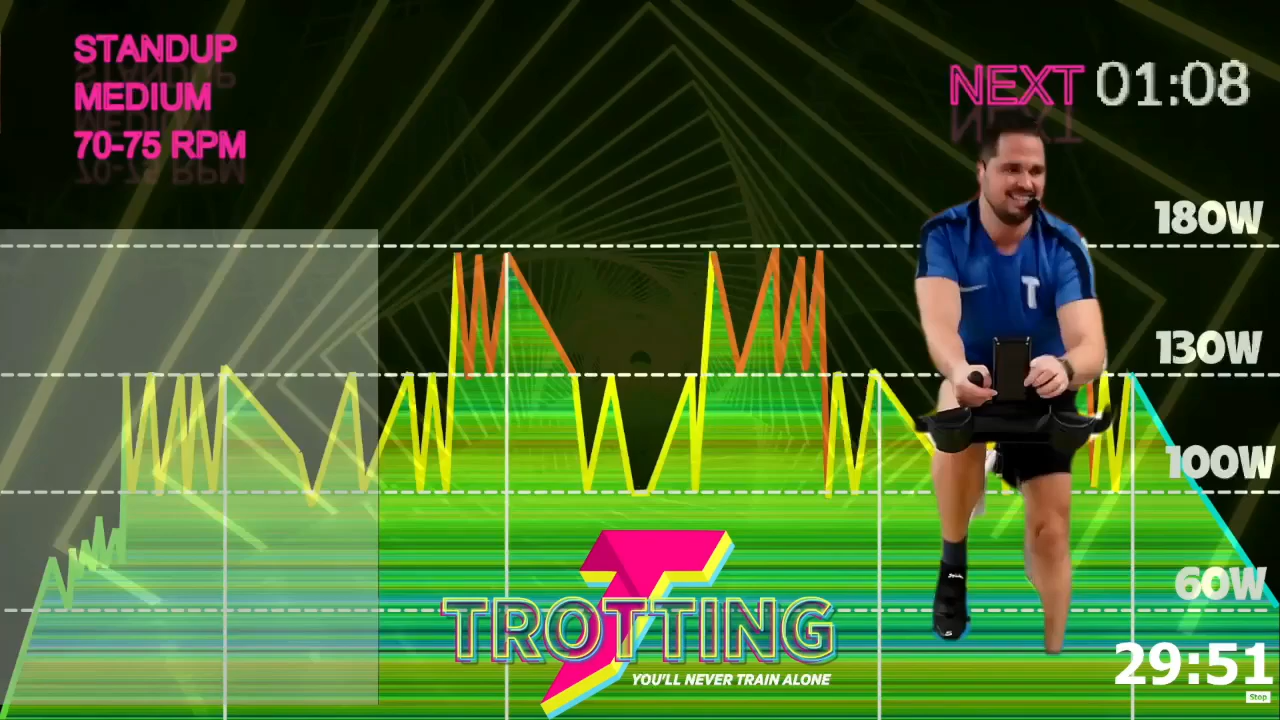 STANDUP
MEDIUM
70-75 RPM
NEXT 01:08
180W
130W
100W
60W
T
TROTTING
YOU'LL NEVER TRAIN ALONE
29:51
Stop